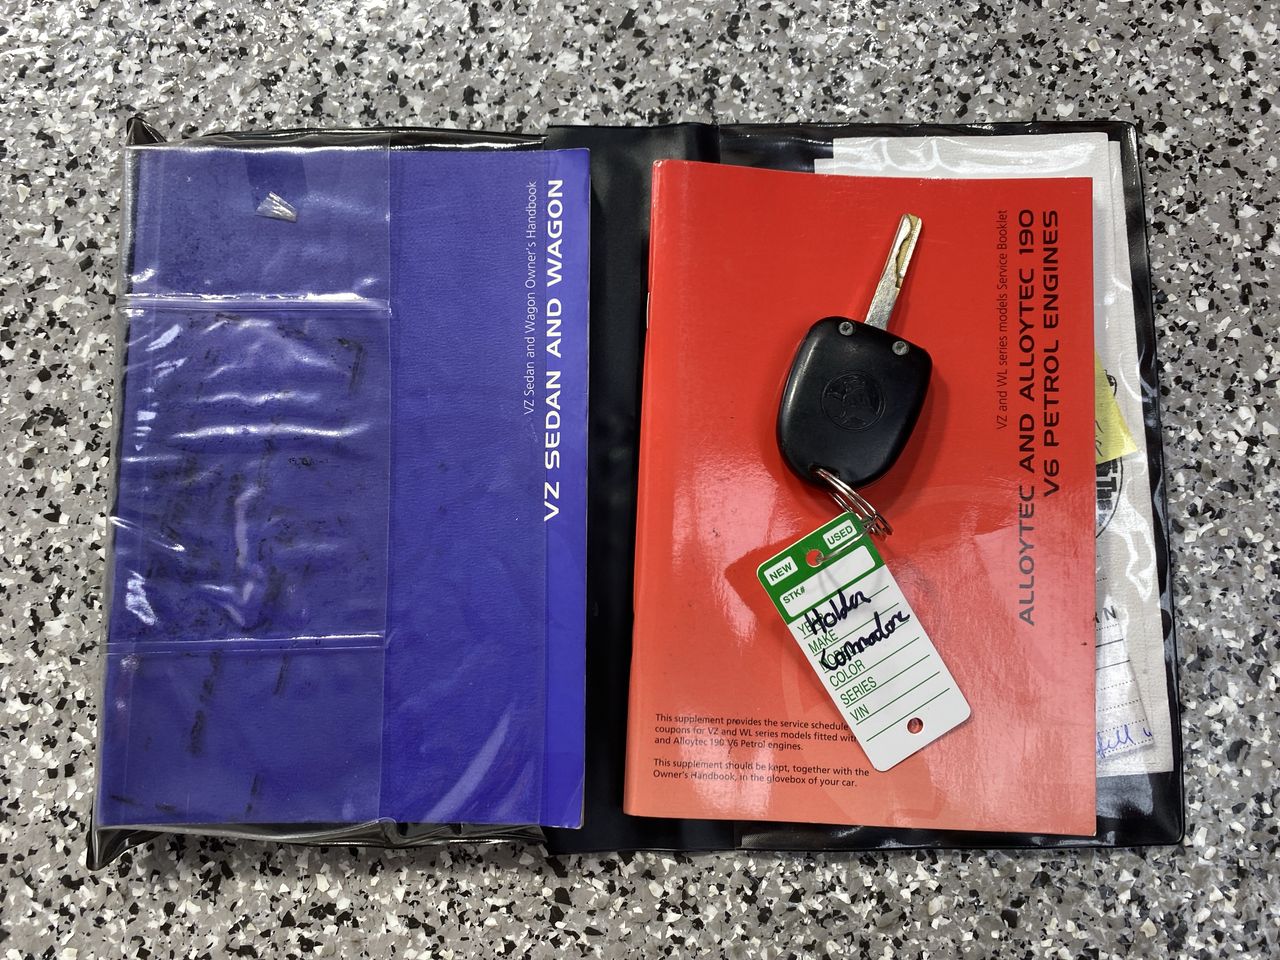 VZ Sedan and Wagon Owner's Handbook
VZ SEDAN AND WAGON
VZ and WL series models Service Booklet
ALLOYTEC AND ALLOYTEC 190
V6 PETROL ENGINES
NEW
USED
STK#
Holden
MAKE
Commodore
COLOR
SERIES
VIN
This supplement provides the service schedule
coupons for VZ and WL series models fitted with
and Alloytec 190 V6 Petrol engines.
This supplement should be kept, together with the
Owner's Handbook, in the glovebox of your car.
The